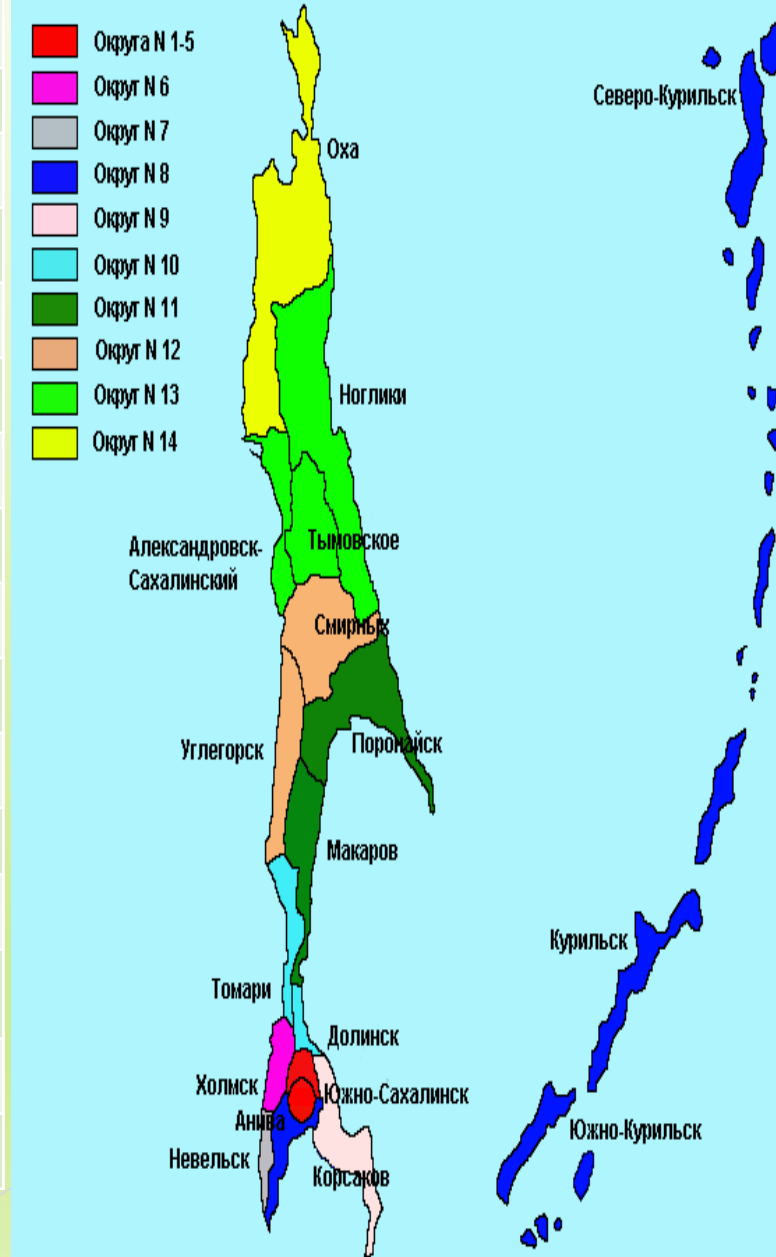 Округа N 1-5
Округ N 6
Округ N 7
Округ N 8
Округ N 9
Округ N 10
Округ N 11
Округ N 12
Округ N 13
Округ N 14
Северо-Курильск
Оха
Ноглики
Александровск-
Сахалинский
Тымовское
Смирных
Углегорск
Поронайск
Макаров
Курильск
Томари
Долинск
Холмск
Южно-Сахалинск
Анива
Южно-Курильск
Невельск
Корсаков